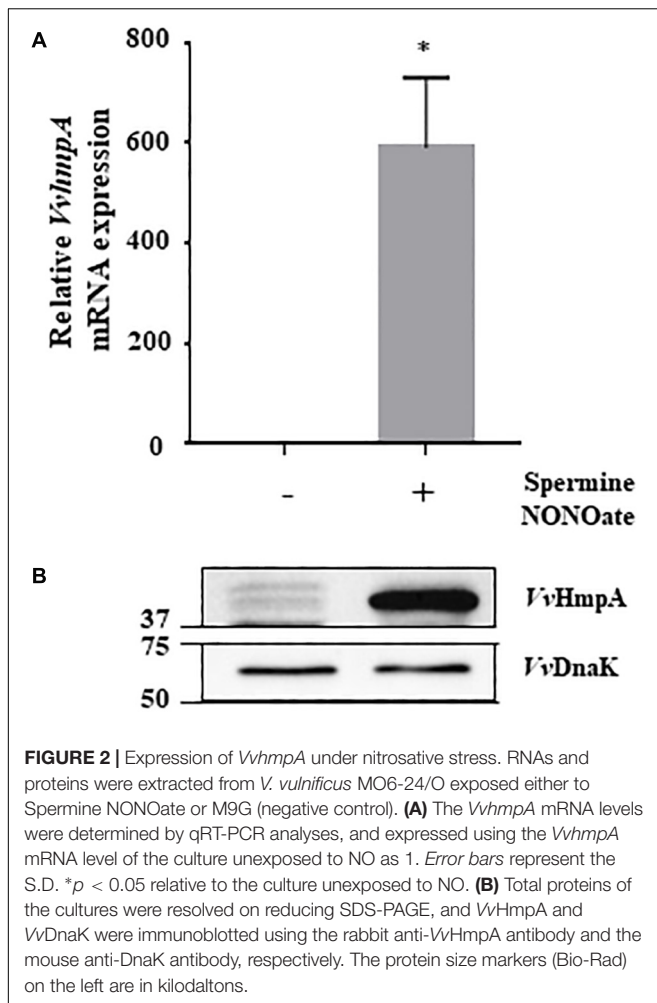 A
800
600
400
200
0
Relative VvhmpA
mRNA expression
*
- +
Spermine
NONOate
B
37
VvHmpA
75
50
VvDnaK
FIGURE 2 | Expression of VvhmpA under nitrosative stress. RNAs and
proteins were extracted from V. vulnificus MO6-24/O exposed either to
Spermine NONOate or M9G (negative control). (A) The VvhmpA mRNA levels
were determined by qRT-PCR analyses, and expressed using the VvhmpA
mRNA level of the culture unexposed to NO as 1. Error bars represent the
S.D. *p < 0.05 relative to the culture unexposed to NO. (B) Total proteins of
the cultures were resolved on reducing SDS-PAGE, and VvHmpA and
VvDnaK were immunoblotted using the rabbit anti-VvHmpA antibody and the
mouse anti-DnaK antibody, respectively. The protein size markers (Bio-Rad)
on the left are in kilodaltons.